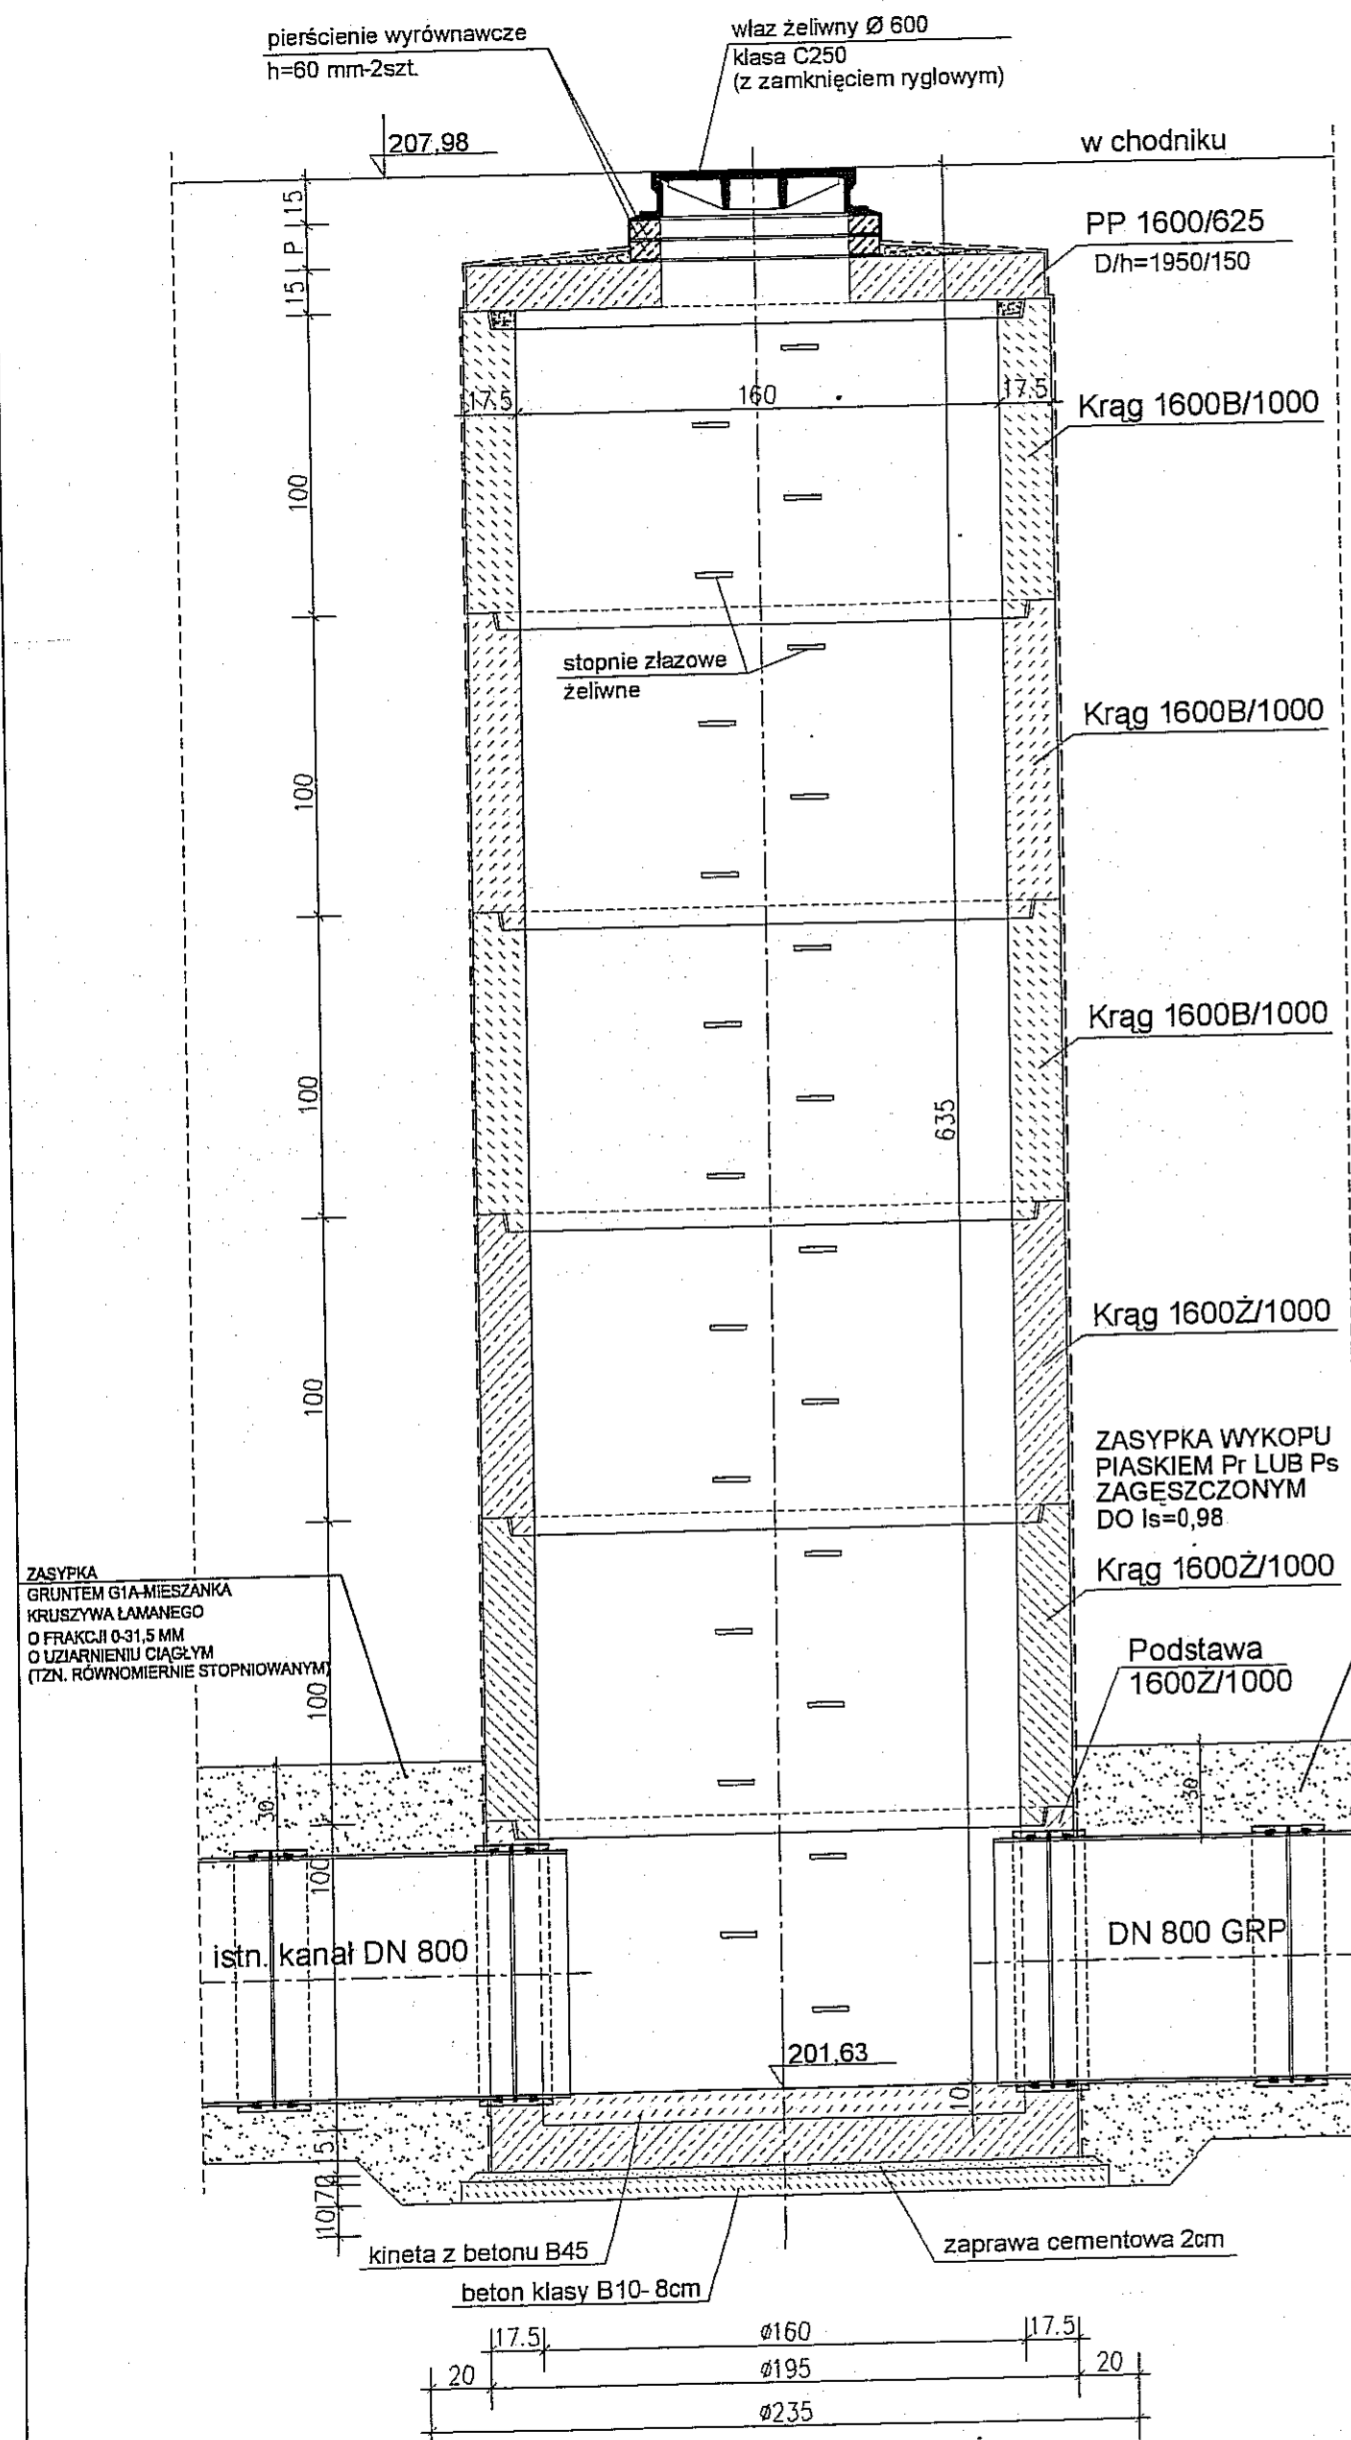 pierścienie wyrównawcze
h=60 mm-2szt.
właz żeliwny Ø 600
klasa C250
(z zamknięciem ryglowym)
207,98
w chodniku
15
P
15
PP 1600/625
D/h=1950/150
17.5
160
17.5
Krąg 1600B/1000
100
stopnie złazowe
żeliwne
Krąg 1600B/1000
100
Krąg 1600B/1000
100
635
Krąg 1600Ż/1000
100
ZASYPKA WYKOPU
PIASKIEM Pr LUB Ps
ZAGĘSZCZONYM
DO Is=0,98
Krąg 1600Ż/1000
ZASYPKA
GRUNTEM G1A-MIESZANKA
KRUSZYWA ŁAMANEGO
O FRAKCJI 0-31,5 MM
O UZIARNIENIU CIĄGŁYM
(TZN. RÓWNOMIERNIE STOPNIOWANYM)
100
Podstawa
1600Ż/1000
30
30
100
istn. kanał DN 800
DN 800 GRP
201,63
10
15
10
kineta z betonu B45
zaprawa cementowa 2cm
beton klasy B10- 8cm
17.5
ø160
17.5
20
ø195
20
ø235